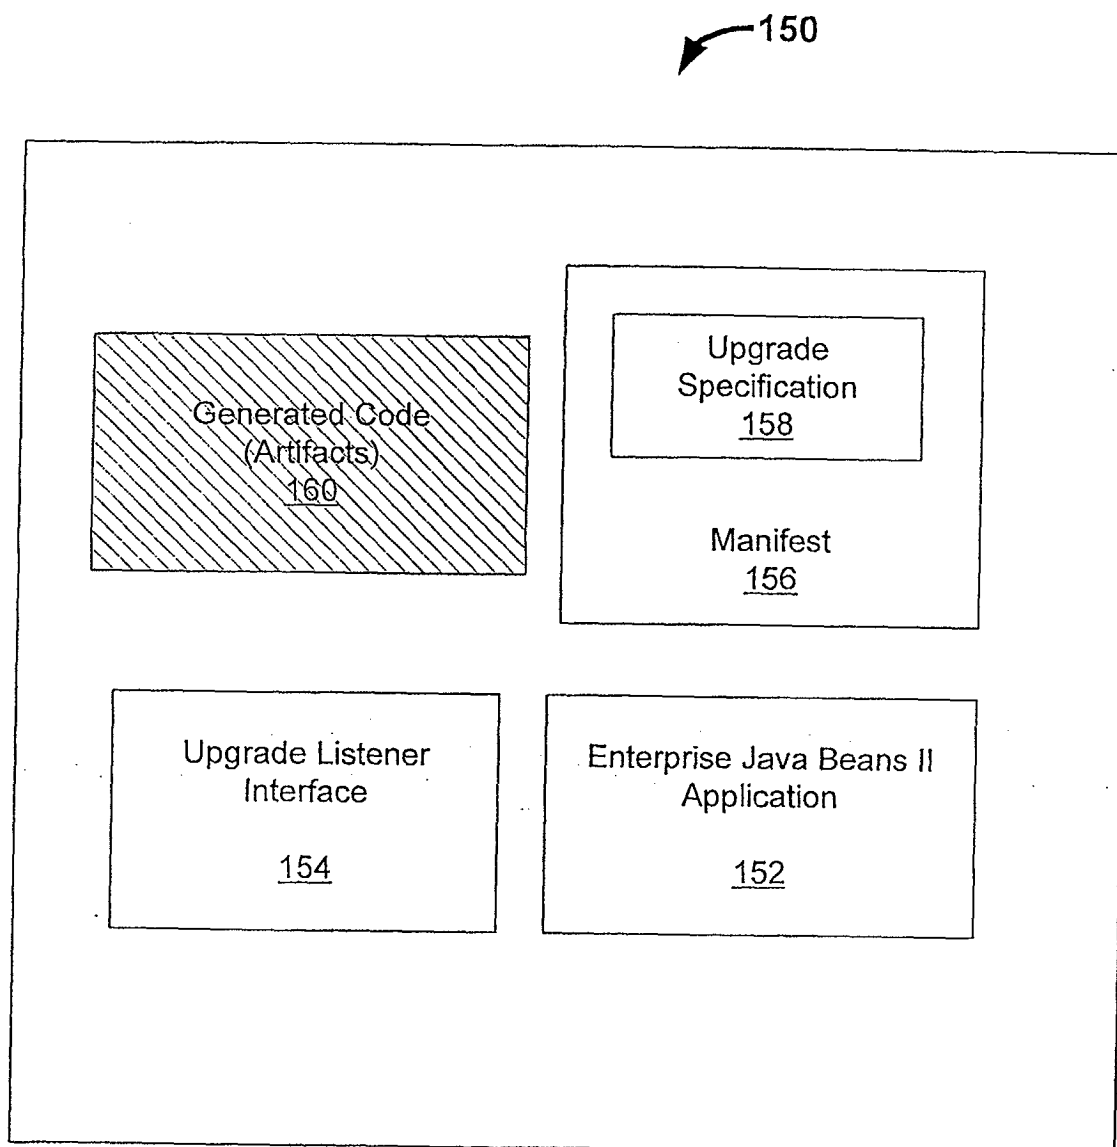 150
Generated Code
(Artifacts)
160
Upgrade
Specification
158
Manifest
156
Upgrade Listener
Interface
154
Enterprise Java Beans II
Application
152